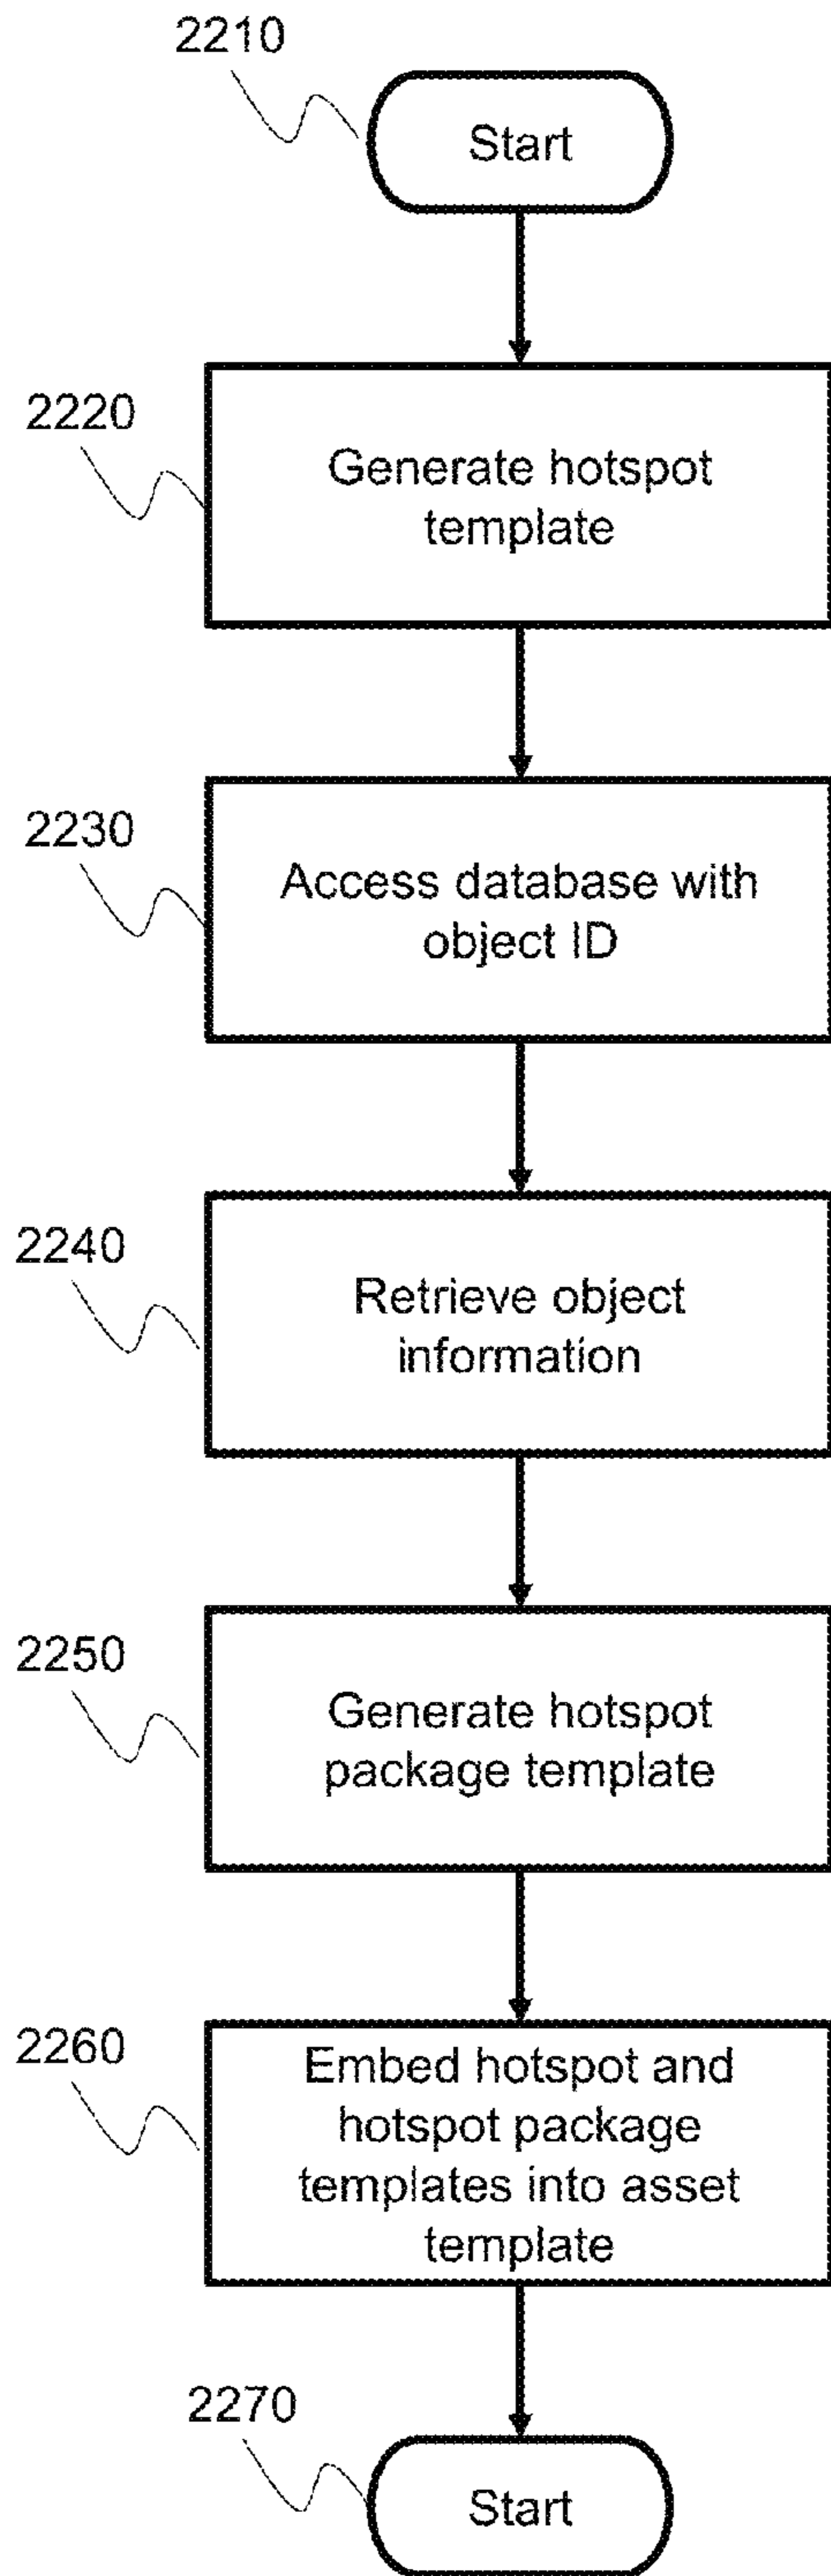 2210
Start
2220
Generate hotspot
template
2230
Access database with
object ID
2240
Retrieve object
information
2250
Generate hotspot
package template
2260
Embed hotspot and
hotspot package
templates into asset
template
2270
Start